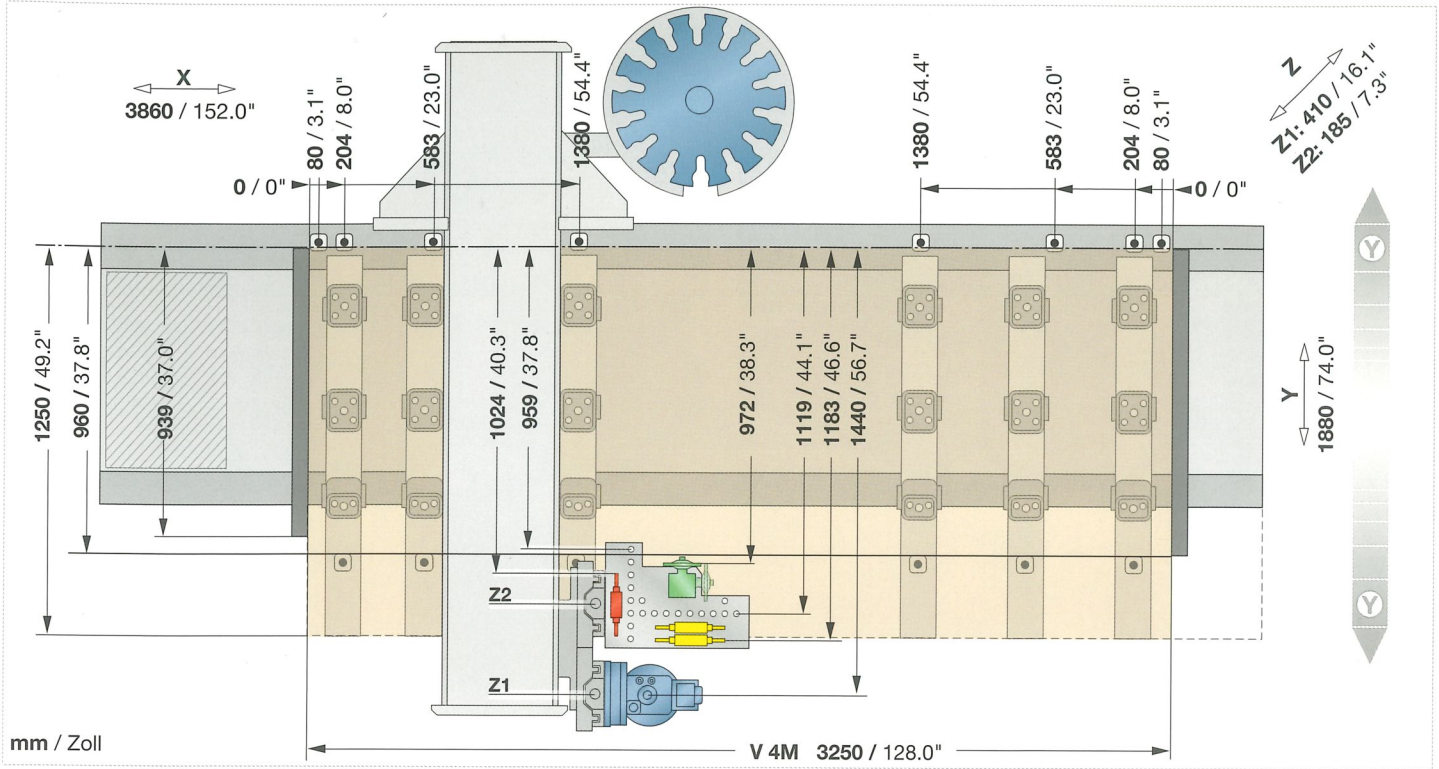 X
3860 / 152.0"
0 / 0"
80 / 3.1"
204 / 8.0"
583 / 23.0"
1380 / 54.4"
1380 / 54.4"
583 / 23.0"
204 / 8.0"
80 / 3.1"
0 / 0"
Z
Z1: 410 / 16.1"
Z2: 185 / 7.3"
1250 / 49.2"
960 / 37.8"
939 / 37.0"
1024 / 40.3"
959 / 37.8"
972 / 38.3"
1119 / 44.1"
1183 / 46.6"
1440 / 56.7"
Y
1880 / 74.0"
Y
Y
Z2
Z1
mm / Zoll
V 4M 3250 / 128.0"